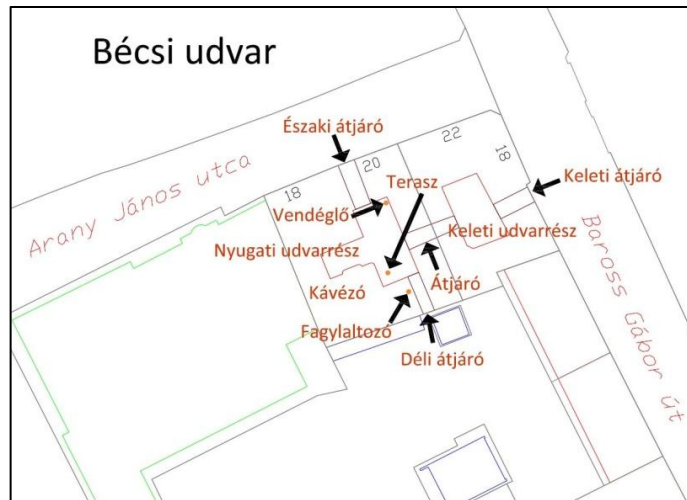 Bécsi udvar
Északi átjáró
Arany János utca
18
20
22
18
Terasz
Keleti átjáró
Vendéglő
Nyugati udvarrész
Keleti udvarrész
Kávézó
Átjáró
Fagylaltozó
Déli átjáró
Baross Gábor út